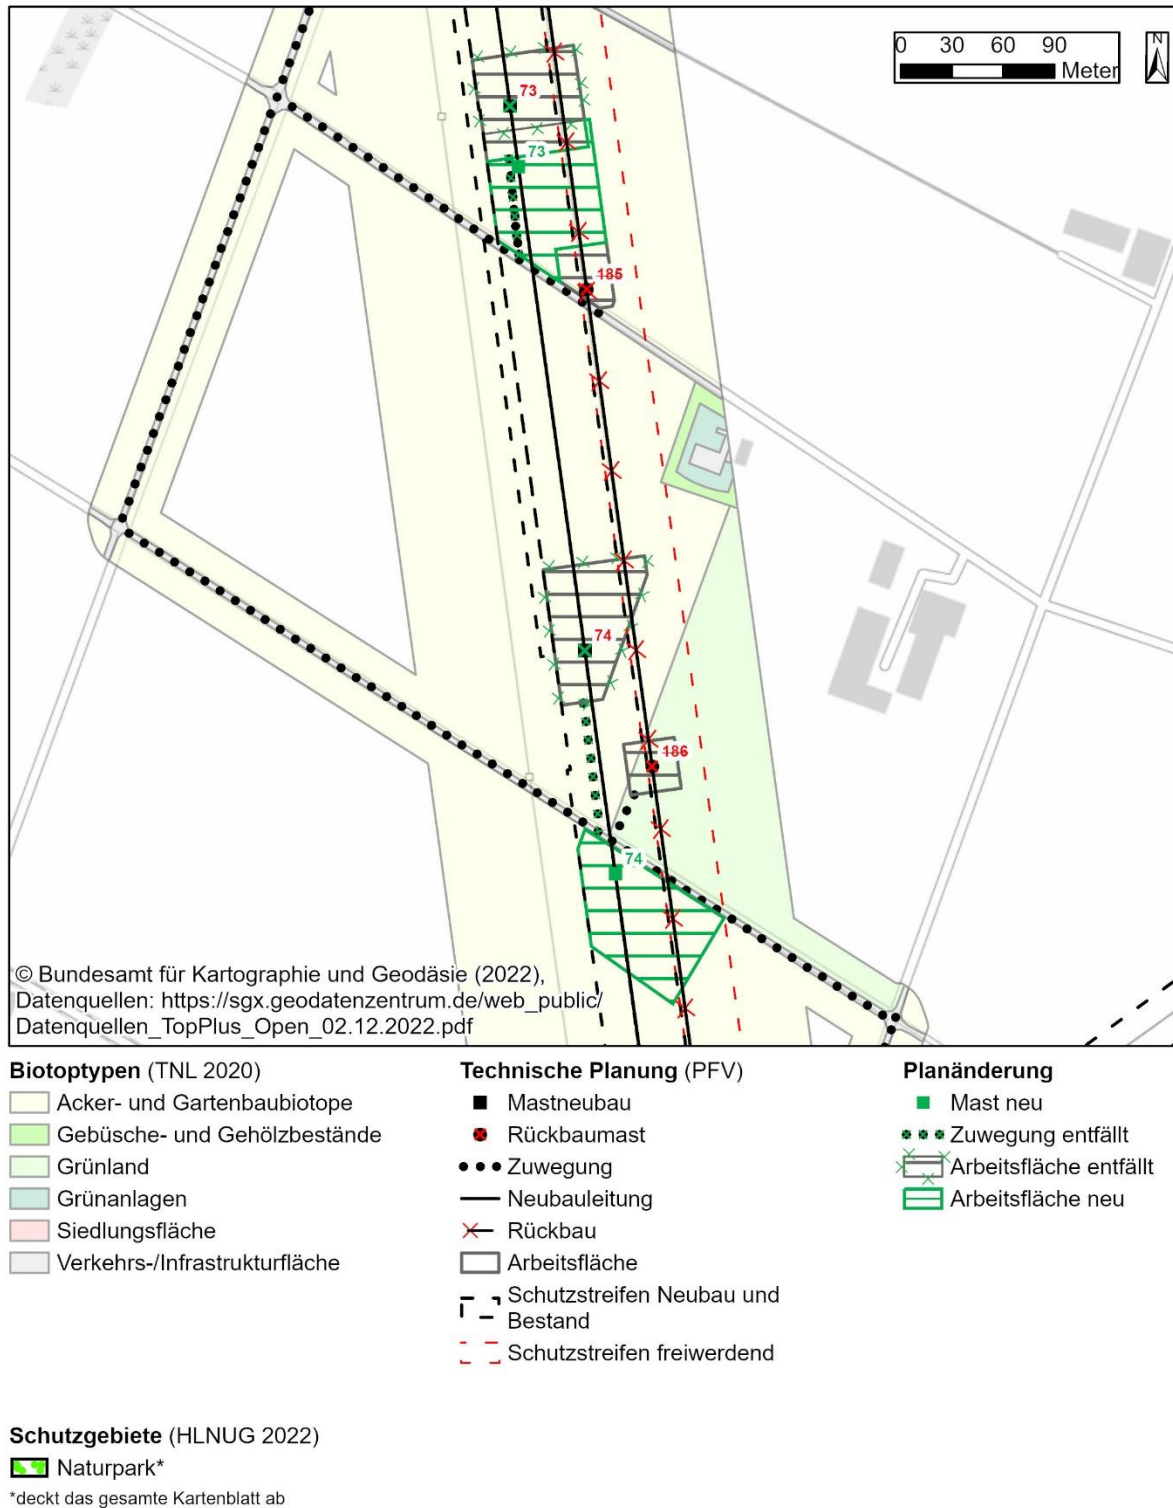 0 30 60 90
Meter
N
73
73
185
74
186
74
© Bundesamt für Kartographie und Geodäsie (2022),
Datenquellen: https://sgx.geodatenzentrum.de/web_public/
Datenquellen_TopPlus_Open_02.12.2022.pdf
Biotoptypen (TNL 2020)
Acker- und Gartenbaubiotope
Gebüsche- und Gehölzbestände
Grünland
Grünanlagen
Siedlungsfläche
Verkehrs-/Infrastrukturfläche
Technische Planung (PFV)
Mastneubau
Rückbaumast
Zuwegung
Neubauleitung
Rückbau
Arbeitsfläche
Schutzstreifen Neubau und
Bestand
Schutzstreifen freiwerdend
Planänderung
Mast neu
Zuwegung entfällt
Arbeitsfläche entfällt
Arbeitsfläche neu
Schutzgebiete (HLNUG 2022)
Naturpark*
*deckt das gesamte Kartenblatt ab